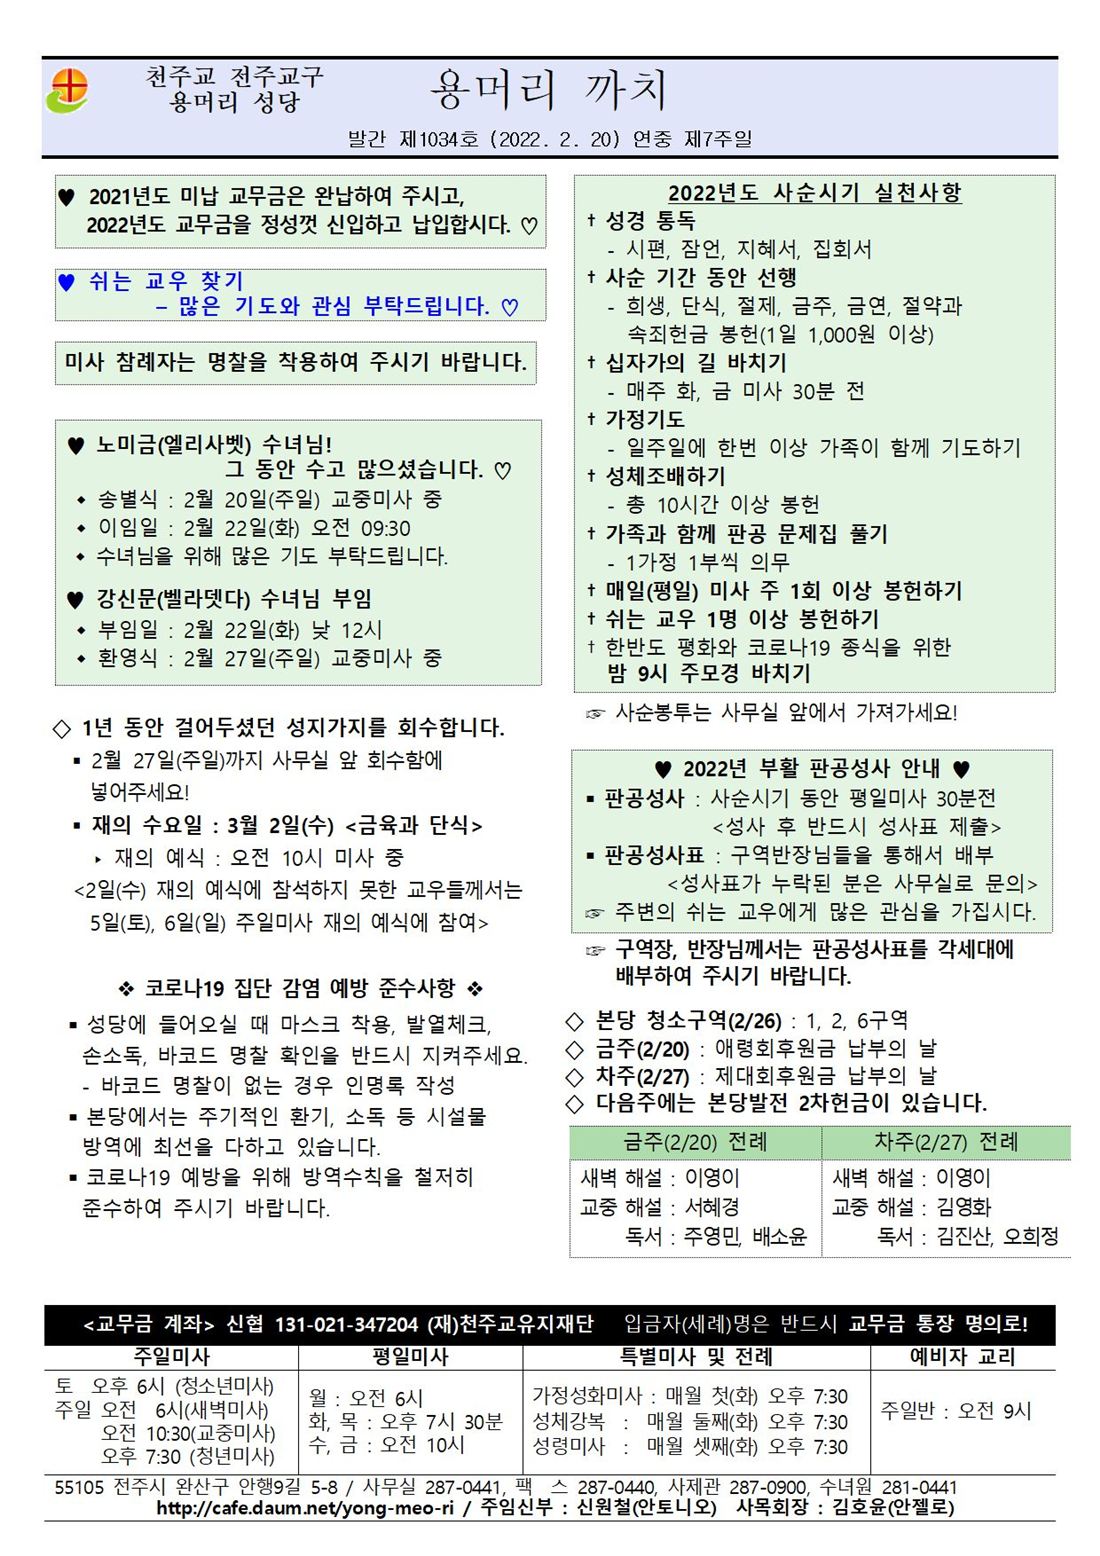 천주교 전주교구
용머리 성당
용머리 까치
발간 제1034호 (2022. 2. 20) 연중 제7주일
♥ 2021년도 미납 교무금은 완납하여 주시고,
2022년도 교무금을 정성껏 신입하고 납입합시다. ♡
♥ 쉬는 교우 찾기
– 많은 기도와 관심 부탁드립니다. ♡
미사 참례자는 명찰을 착용하여 주시기 바랍니다.
♥ 노미금(엘리사벳) 수녀님!
그 동안 수고 많으셨습니다. ♡
◆ 송별식 : 2월 20일(주일) 교중미사 중
◆ 이임일 : 2월 22일(화) 오전 09:30
◆ 수녀님을 위해 많은 기도 부탁드립니다.
♥ 강신문(벨라뎃다) 수녀님 부임
◆ 부임일 : 2월 22일(화) 낮 12시
◆ 환영식 : 2월 27일(주일) 교중미사 중
◇ 1년 동안 걸어두셨던 성지가지를 회수합니다.
▪ 2월 27일(주일)까지 사무실 앞 회수함에
넣어주세요!
▪ 재의 수요일 : 3월 2일(수) <금육과 단식>
▸ 재의 예식 : 오전 10시 미사 중
<2일(수) 재의 예식에 참석하지 못한 교우들께서는
5일(토), 6일(일) 주일미사 재의 예식에 참여>
❖ 코로나19 집단 감염 예방 준수사항 ❖
▪ 성당에 들어오실 때 마스크 착용, 발열체크,
손소독, 바코드 명찰 확인을 반드시 지켜주세요.
- 바코드 명찰이 없는 경우 인명록 작성
▪ 본당에서는 주기적인 환기, 소독 등 시설물
방역에 최선을 다하고 있습니다.
▪ 코로나19 예방을 위해 방역수칙을 철저히
준수하여 주시기 바랍니다.
2022년도 사순시기 실천사항
† 성경 통독
- 시편, 잠언, 지혜서, 집회서
† 사순 기간 동안 선행
- 희생, 단식, 절제, 금주, 금연, 절약과
속죄헌금 봉헌(1일 1,000원 이상)
† 십자가의 길 바치기
- 매주 화, 금 미사 30분 전
† 가정기도
- 일주일에 한번 이상 가족이 함께 기도하기
† 성체조배하기
- 총 10시간 이상 봉헌
† 가족과 함께 판공 문제집 풀기
- 1가정 1부씩 의무
† 매일(평일) 미사 주 1회 이상 봉헌하기
† 쉬는 교우 1명 이상 봉헌하기
† 한반도 평화와 코로나19 종식을 위한
밤 9시 주모경 바치기
☞ 사순봉투는 사무실 앞에서 가져가세요!
♥ 2022년 부활 판공성사 안내 ♥
▪ 판공성사 : 사순시기 동안 평일미사 30분전
<성사 후 반드시 성사표 제출>
▪ 판공성사표 : 구역반장님들을 통해서 배부
<성사표가 누락된 분은 사무실로 문의>
☞ 주변의 쉬는 교우에게 많은 관심을 가집시다.
☞ 구역장, 반장님께서는 판공성사표를 각세대에
배부하여 주시기 바랍니다.
◇ 본당 청소구역(2/26) : 1, 2, 6구역
◇ 금주(2/20) : 애령회후원금 납부의 날
◇ 차주(2/27) : 제대회후원금 납부의 날
◇ 다음주에는 본당발전 2차헌금이 있습니다.
금주(2/20) 전례 차주(2/27) 전례
새벽 해설 : 이영이 새벽 해설 : 이영이
교중 해설 : 서혜경 교중 해설 : 김영화
독서 : 주영민, 배소윤 독서 : 김진산, 오희정
<교무금 계좌> 신협 131-021-347204 (재)천주교유지재단 입금자(세례)명은 반드시 교무금 통장 명의로!
주일미사 평일미사 특별미사 및 전례 예비자 교리
토 오후 6시 (청소년미사)
주일 오전 6시(새벽미사)
오전 10:30(교중미사)
오후 7:30 (청년미사)
월 : 오전 6시
화, 목 : 오후 7시 30분
수, 금 : 오전 10시
가정성화미사 : 매월 첫(화) 오후 7:30
성체강복 : 매월 둘째(화) 오후 7:30
성령미사 : 매월 셋째(화) 오후 7:30
주일반 : 오전 9시
55105 전주시 완산구 안행9길 5-8 / 사무실 287-0441, 팩 스 287-0440, 사제관 287-0900, 수녀원 281-0441
http://cafe.daum.net/yong-meo-ri / 주임신부 : 신원철(안토니오) 사목회장 : 김호윤(안젤로)